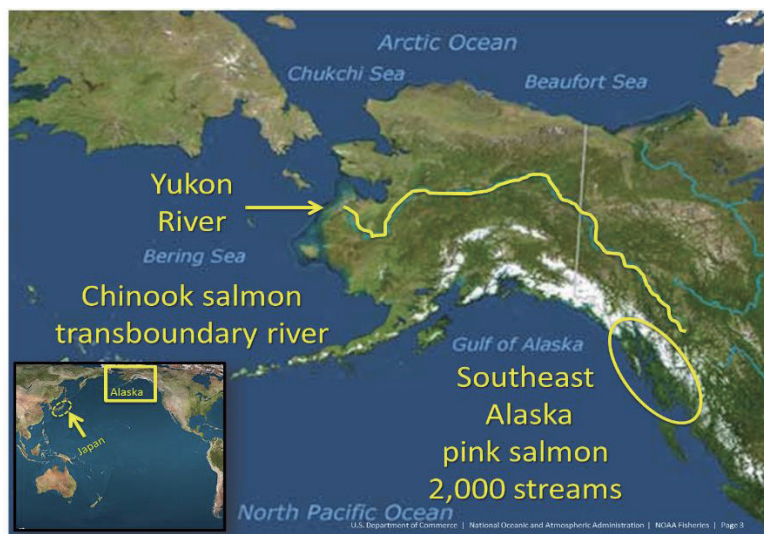 Arctic Ocean
Chukchi Sea
Beaufort Sea
Yukon
River
Bering Sea
Chinook salmon
transboundary river
Gulf of Alaska
Southeast
Alaska
pink salmon
2,000 streams
Alaska
Japan
North Pacific Ocean
U.S. Department of Commerce | National Oceanic and Atmospheric Administration | NOAA Fisheries | Page 3